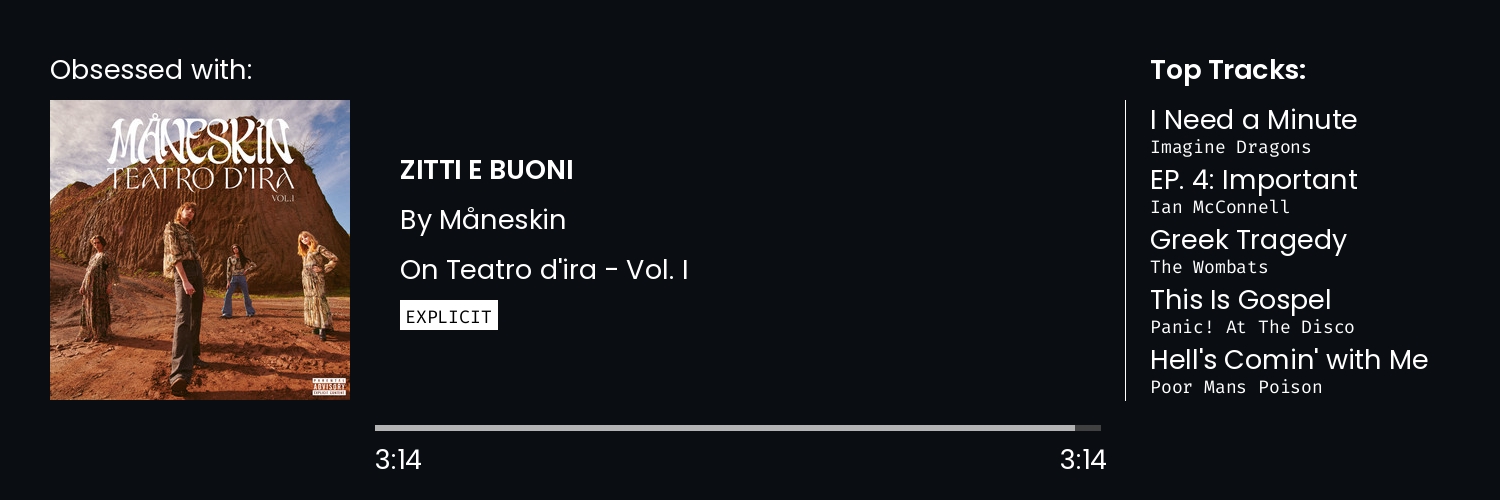 Obsessed with:
MÅNESKIN
TEATRO D'IRA
VOL.I
PARENTAL
ADVISORY
EXPLICIT CONTENT
ZITTI E BUONI
By Måneskin
On Teatro d'ira - Vol. I
EXPLICIT
3:14
3:14
Top Tracks:
I Need a Minute
Imagine Dragons
EP. 4: Important
Ian McConnell
Greek Tragedy
The Wombats
This Is Gospel
Panic! At The Disco
Hell's Comin' with Me
Poor Mans Poison